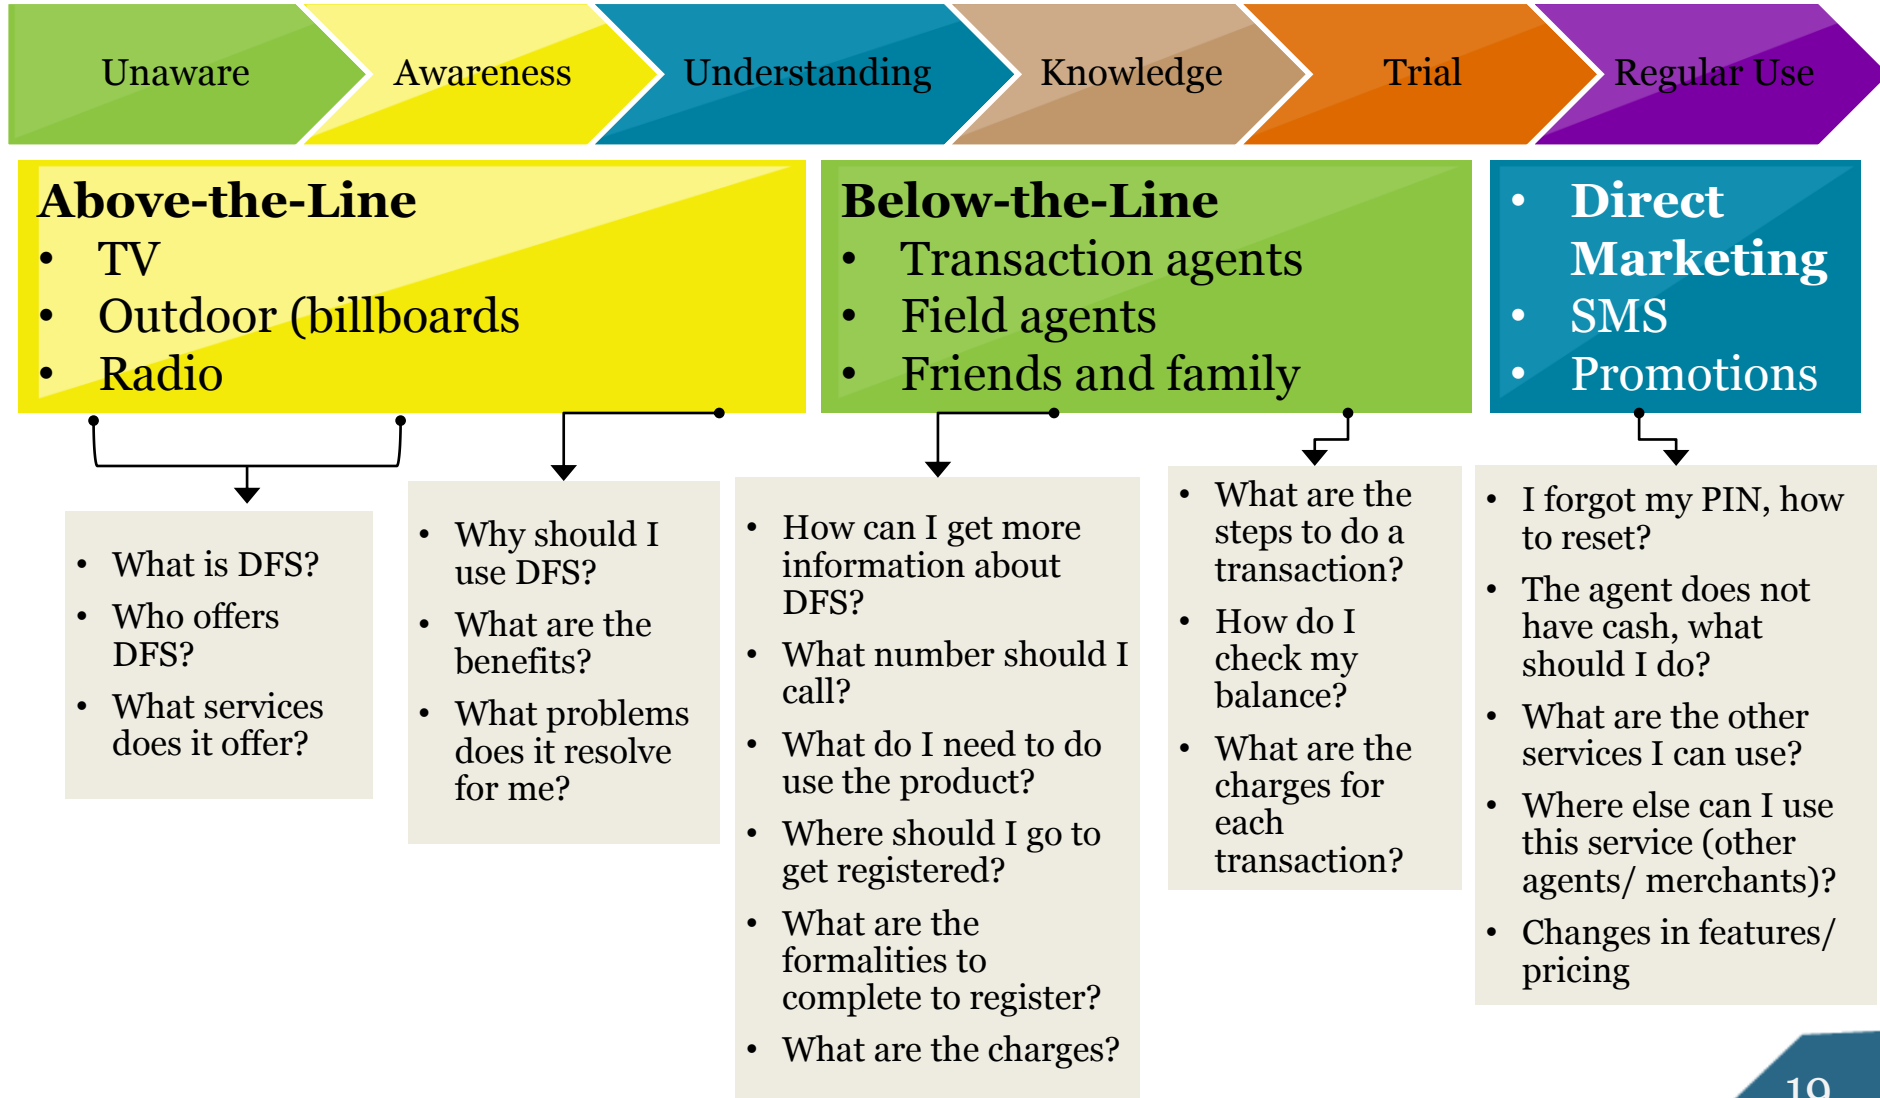 Unaware
Awareness
Understanding
Knowledge
Trial
Regular Use
Above-the-Line
• TV
• Outdoor (billboards
• Radio
Below-the-Line
• Transaction agents
• Field agents
• Friends and family
• Direct
Marketing
• SMS
• Promotions
• What is DFS?
• Who offers
DFS?
• What services
does it offer?
• Why should I
use DFS?
• What are the
benefits?
• What problems
does it resolve
for me?
• How can I get more
information about
DFS?
• What number should I
call?
• What do I need to do
use the product?
• Where should I go to
get registered?
• What are the
formalities to
complete to register?
• What are the charges?
• What are the
steps to do a
transaction?
• How do I
check my
balance?
• What are the
charges for
each
transaction?
• I forgot my PIN, how
to reset?
• The agent does not
have cash, what
should I do?
• What are the other
services I can use?
• Where else can I use
this service (other
agents/ merchants)?
• Changes in features/
pricing
19